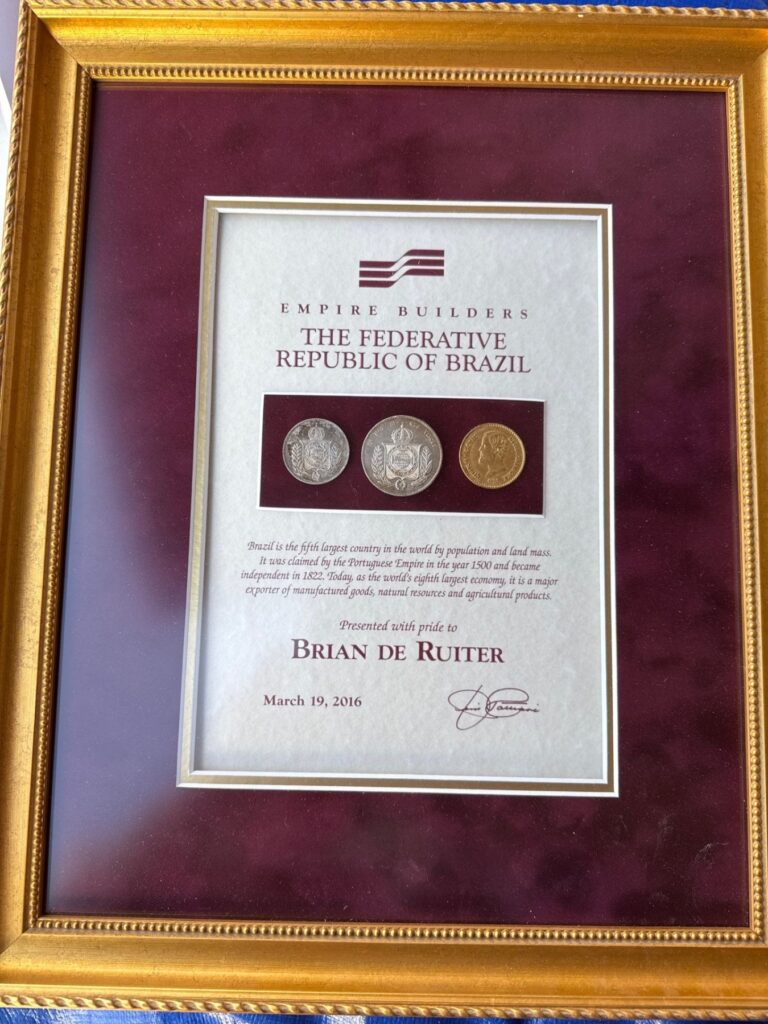 EMPIRE BUILDERS
THE FEDERATIVE
REPUBLIC OF BRAZIL
Brazil is the fifth largest country in the world by population and land mass.
It was claimed by the Portuguese Empire in the year 1500 and became
independent in 1822. Today, as the world's eighth largest economy, it is a major
exporter of manufactured goods, natural resources and agricultural products.
Presented with pride to
BRIAN DE RUITER
March 19, 2016